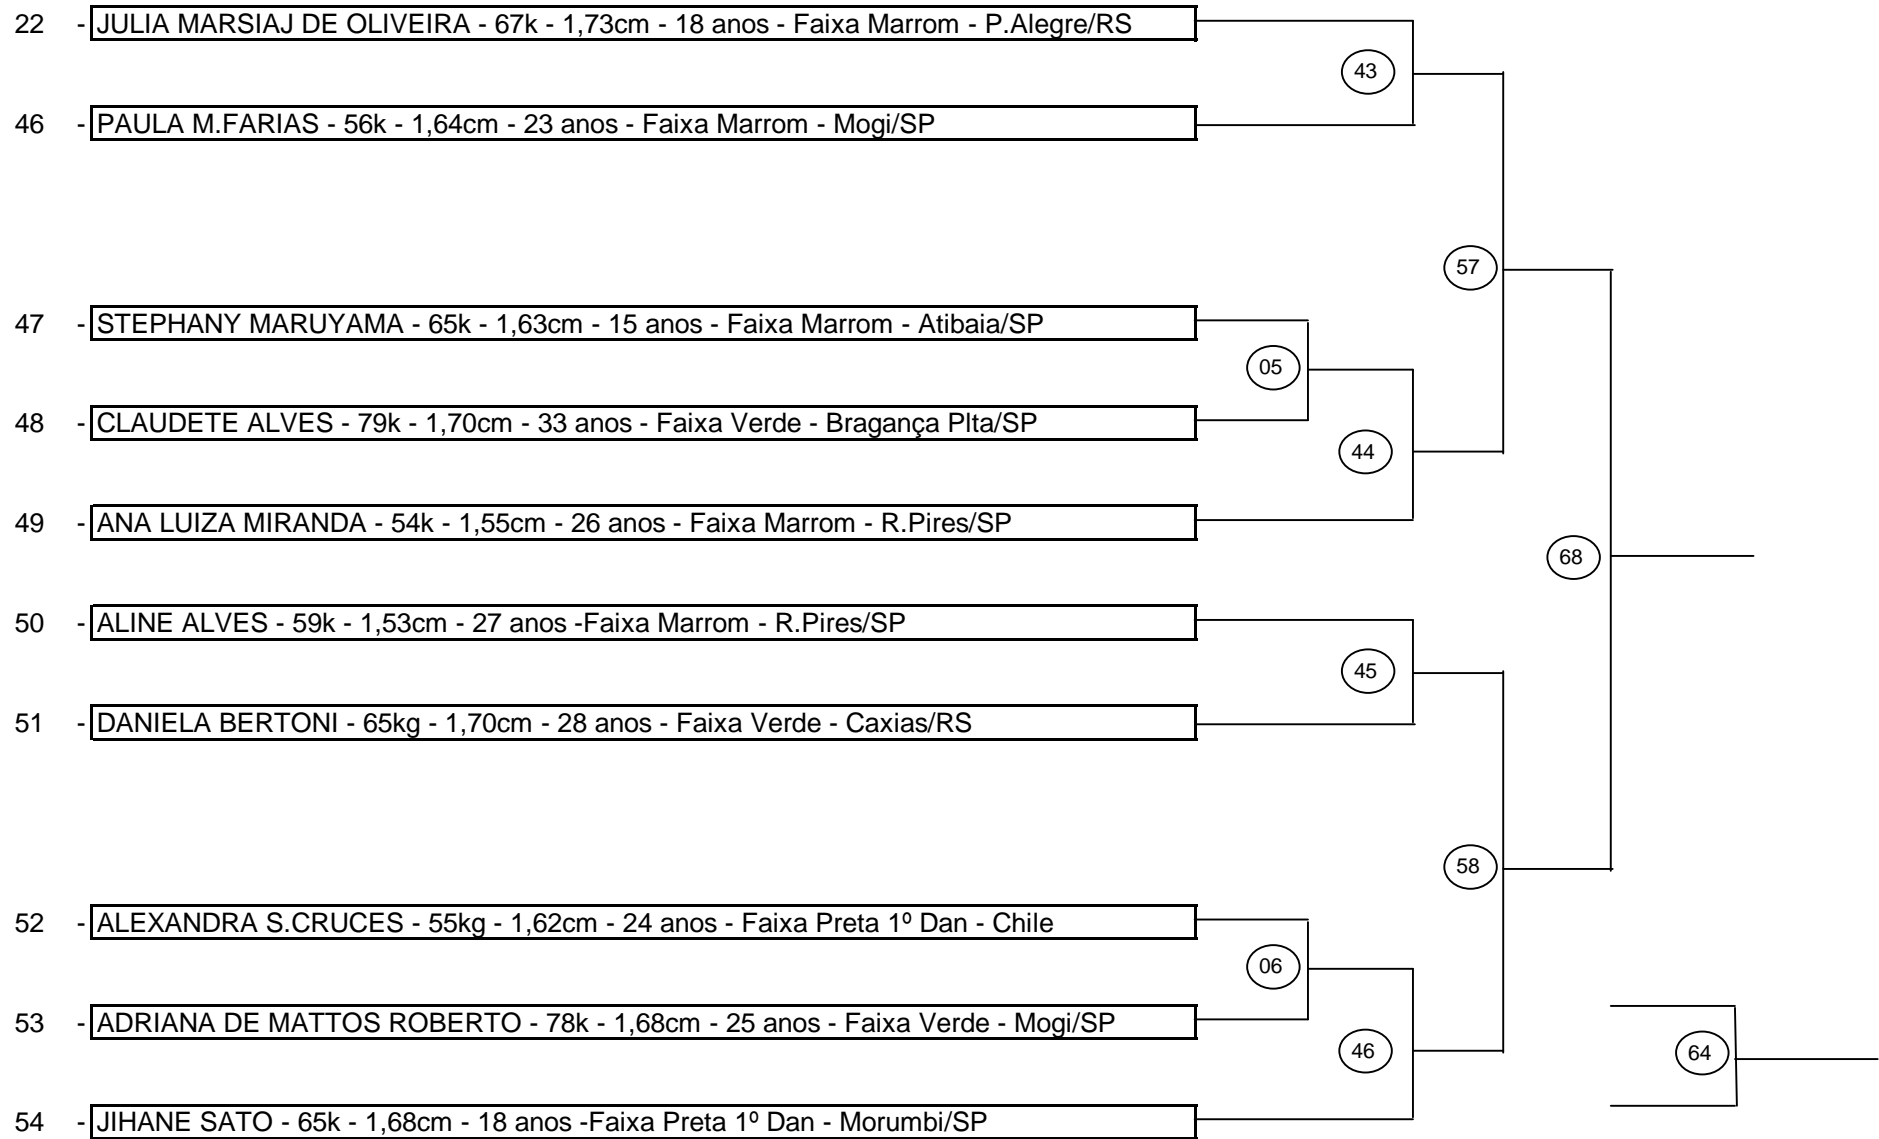 22 - JULIA MARSIAJ DE OLIVEIRA - 67k - 1,73cm - 18 anos - Faixa Marrom - P.Alegre/RS
43
46 - PAULA M.FARIAS - 56k - 1,64cm - 23 anos - Faixa Marrom - Mogi/SP
57
47 - STEPHANY MARUYAMA - 65k - 1,63cm - 15 anos - Faixa Marrom - Atibaia/SP
05
48 - CLAUDETE ALVES - 79k - 1,70cm - 33 anos - Faixa Verde - Bragança Plta/SP
44
49 - ANA LUIZA MIRANDA - 54k - 1,55cm - 26 anos - Faixa Marrom - R.Pires/SP
68
50 - ALINE ALVES - 59k - 1,53cm - 27 anos -Faixa Marrom - R.Pires/SP
45
51 - DANIELA BERTONI - 65kg - 1,70cm - 28 anos - Faixa Verde - Caxias/RS
58
52 - ALEXANDRA S.CRUCES - 55kg - 1,62cm - 24 anos - Faixa Preta 1º Dan - Chile
06
53 - ADRIANA DE MATTOS ROBERTO - 78k - 1,68cm - 25 anos - Faixa Verde - Mogi/SP
46
64
54 - JIHANE SATO - 65k - 1,68cm - 18 anos -Faixa Preta 1º Dan - Morumbi/SP